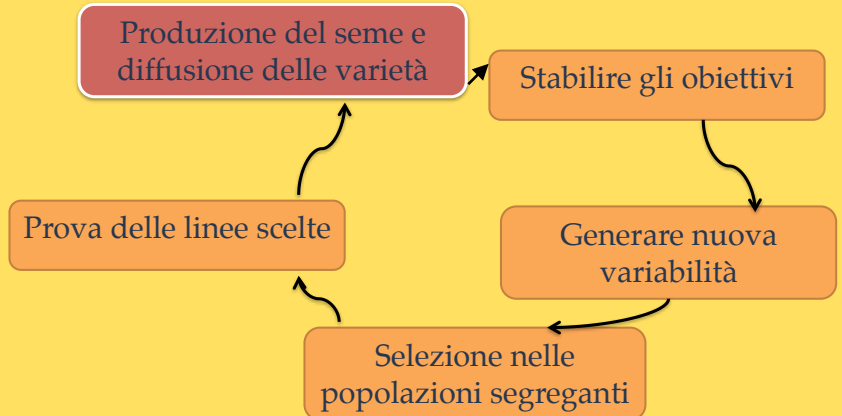 Produzione del seme e
diffusione delle varietà
Stabilire gli obiettivi
Prova delle linee scelte
Generare nuova
variabilità
Selezione nelle
popolazioni segreganti